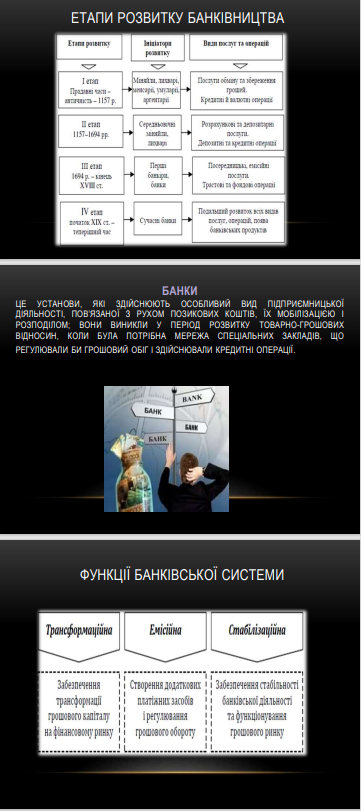 ЕТАПИ РОЗВИТКУ БАНКІВНИЦТВА
Етапи розвитку
Ініціатори
розвитку
Види послуг та операцій
І етап
Прадавні часи –
античність – 1157 р.
Міняйли, лихварі,
менсарії, умулярії,
аргентарії
Послуги обміну та збереження
грошей.
Кредитні й валютні операції
ІІ етап
1157–1694 рр.
Середньовічні
міняйли,
лихварі
Розрахункові та депозитарні
послуги.
Депозитні та кредитні операції
ІІІ етап
1694 р. – кінець
XVIII ст.
Перші
банкіри,
банки
Посередницькі, емісійні
послуги.
Трастові та фондові операції
IV етап
початок ХІХ ст. –
теперішній час
Сучасні банки
Подальший розвиток всіх видів
послуг, операцій, поява
банківських продуктів
БАНКИ
ЦЕ УСТАНОВИ, ЯКІ ЗДІЙСНЮЮТЬ ОСОБЛИВИЙ ВИД ПІДПРИЄМНИЦЬКОЇ
ДІЯЛЬНОСТІ, ПОВ'ЯЗАНОЇ З РУХОМ ПОЗИКОВИХ КОШТІВ, ЇХ МОБІЛІЗАЦІЄЮ І
РОЗПОДІЛОМ; ВОНИ ВИНИКЛИ У ПЕРІОД РОЗВИТКУ ТОВАРНО-ГРОШОВИХ
ВІДНОСИН, КОЛИ БУЛА ПОТРІБНА МЕРЕЖА СПЕЦІАЛЬНИХ ЗАКЛАДІВ, ЩО
РЕГУЛЮВАЛИ БИ ГРОШОВИЙ ОБІГ І ЗДІЙСНЮВАЛИ КРЕДИТНІ ОПЕРАЦІЇ.
BANK
БАНК
БАНК
БАНК
ФУНКЦІЇ БАНКІВСЬКОЇ СИСТЕМИ
Трансформаційна
Емісійна
Стабілізаційна
Забезпечення
трансформації
грошового капіталу
на фінансовому ринку
Створення додаткових
платіжних засобів
і регулювання
грошового обороту
Забезпечення стабільності
банківської діяльності
та функціонування
грошового ринку